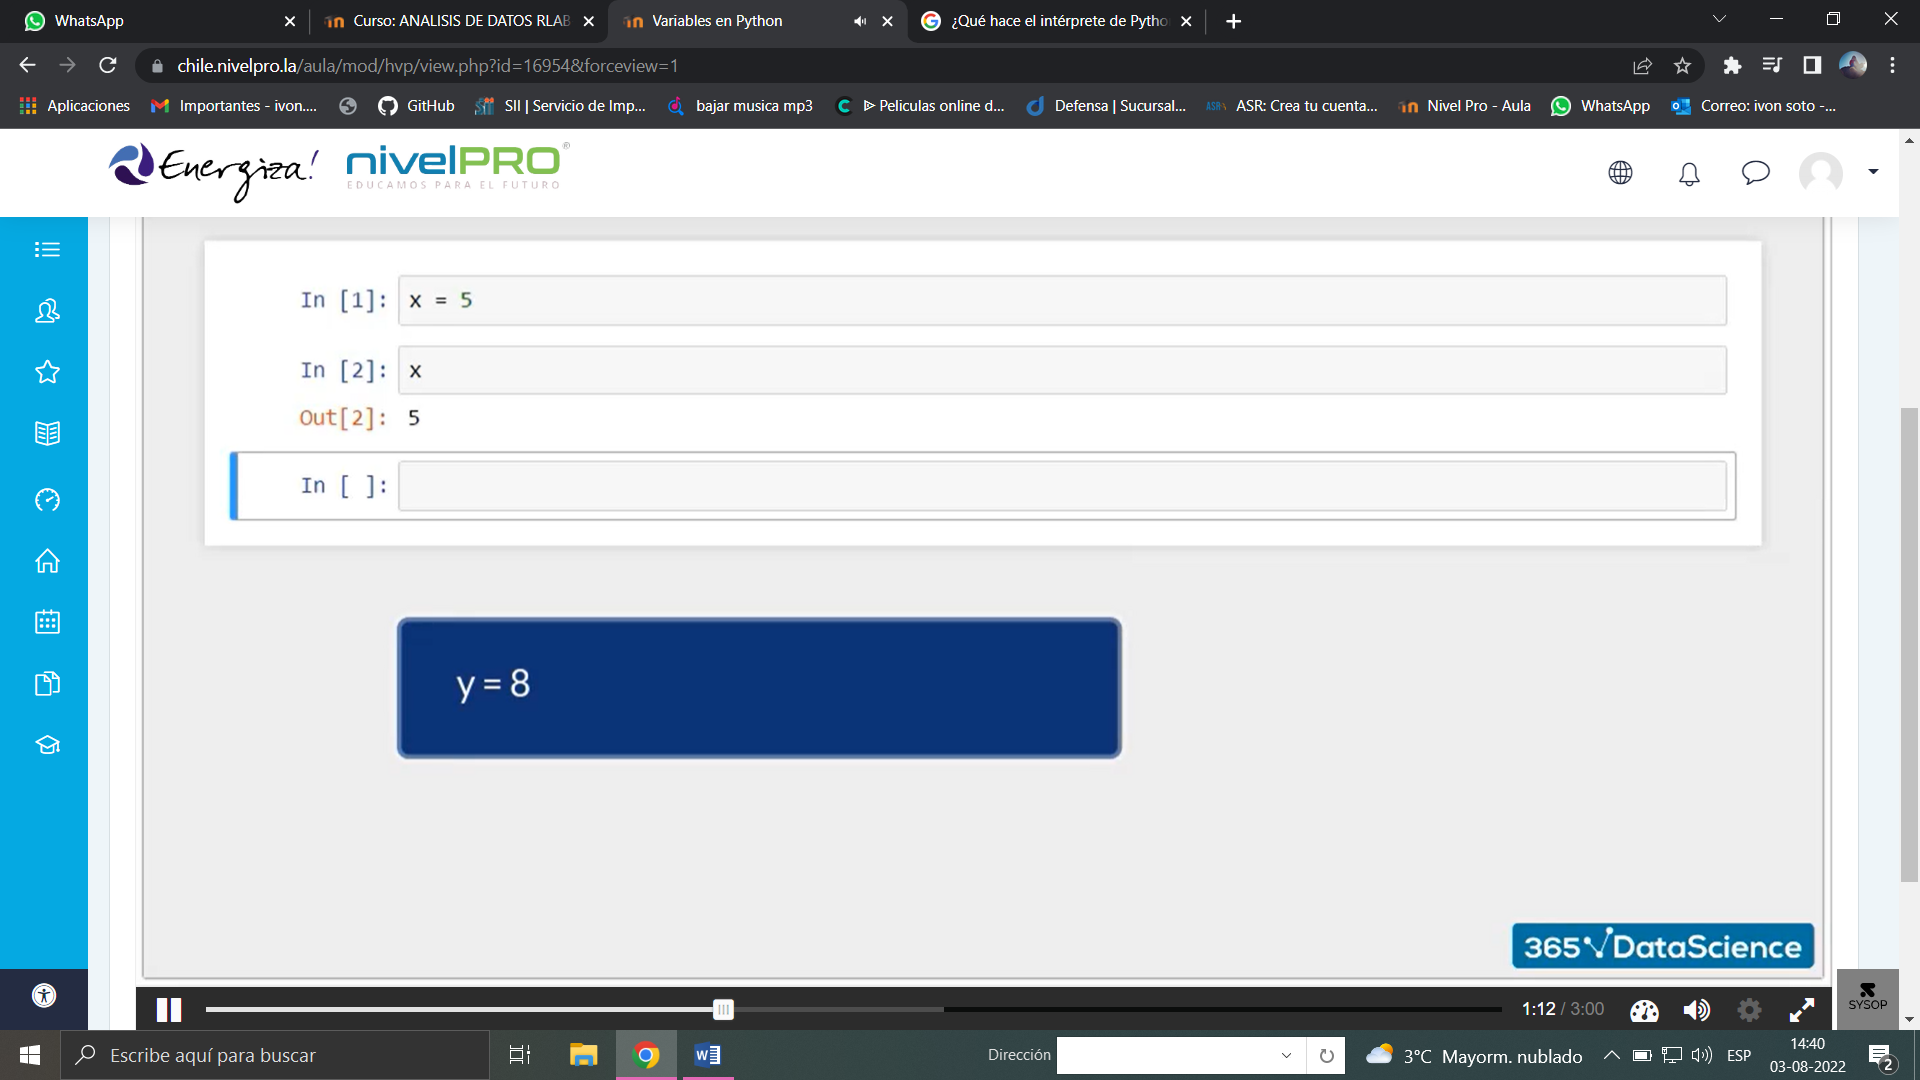 WhatsApp
Curso: ANALISIS DE DATOS RLAB
Variables en Python
¿Qué hace el intérprete de Pytho
chile.nivelpro.la/aula/mod/hvp/view.php?id=16954&forceview=1
Aplicaciones
Importantes - ivon....
GitHub
SII | Servicio de Imp...
bajar musica mp3
Peliculas online d...
Defensa | Sucursal...
ASR: Crea tu cuenta...
Nivel Pro - Aula
WhatsApp
Correo: ivon soto -...
Energiza!
nivelPRO®
EDUCAMOS PARA EL FUTURO
In [1]: x = 5
In [2]: x
Out[2]: 5
In [ ]:
y = 8
365 DataScience
1:12 / 3:00
SYSOP
Escribe aquí para buscar
Dirección
3°C Mayorm. nublado
ESP
14:40
03-08-2022
2